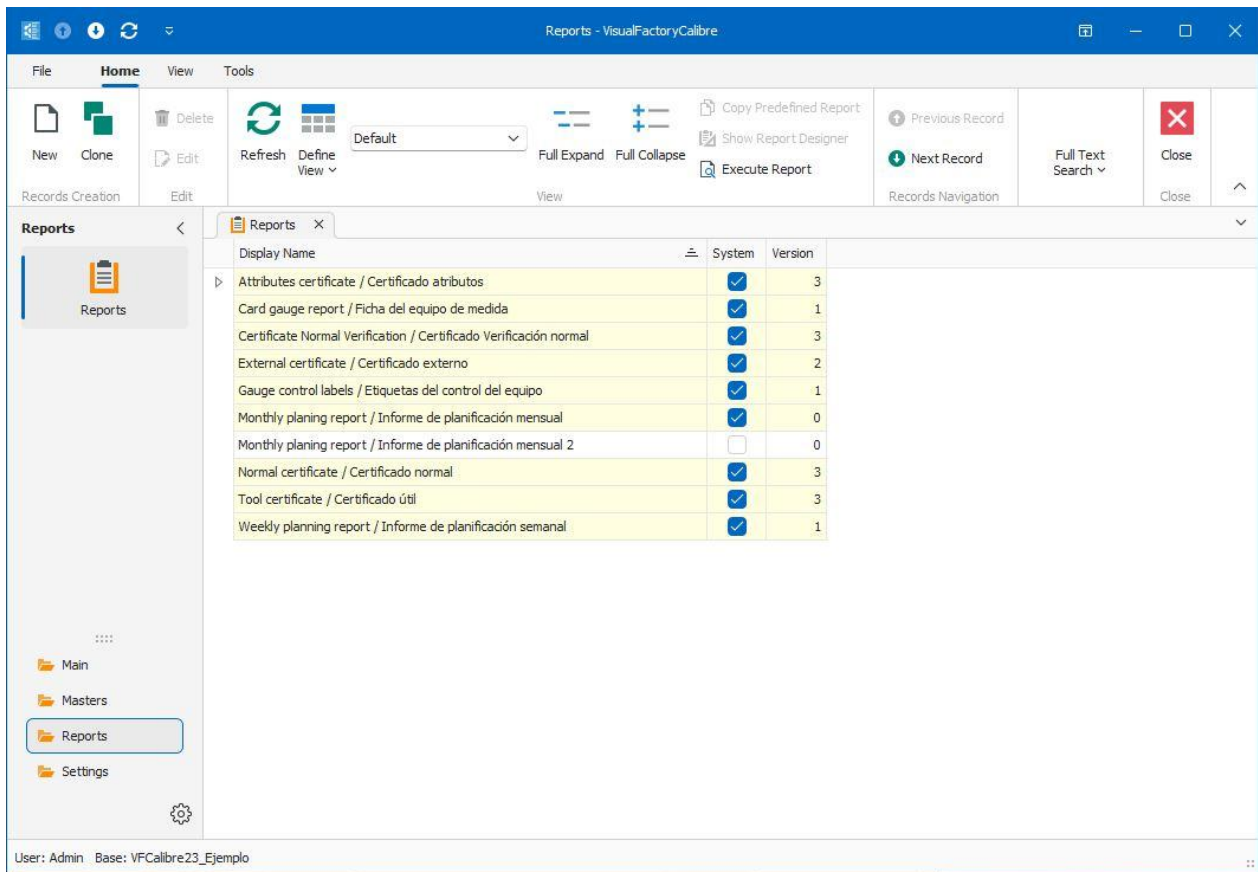 Reports - VisualFactoryCalibre
File Home View Tools
New
Clone
Delete
Edit
Records Creation
Edit
Refresh
Define View
Default
Full Expand
Full Collapse
Copy Predefined Report
Show Report Designer
Execute Report
View
Previous Record
Next Record
Records Navigation
Full Text Search
Close
Close
Reports
Reports
Reports
Display Name System Version
Attributes certificate / Certificado atributos 3
Card gauge report / Ficha del equipo de medida 1
Certificate Normal Verification / Certificado Verificación normal 3
External certificate / Certificado externo 2
Gauge control labels / Etiquetas del control del equipo 1
Monthly planing report / Informe de planificación mensual 0
Monthly planing report / Informe de planificación mensual 2 0
Normal certificate / Certificado normal 3
Tool certificate / Certificado útil 3
Weekly planning report / Informe de planificación semanal 1
Main
Masters
Reports
Settings
User: Admin Base: VFCalibre23_Ejemplo